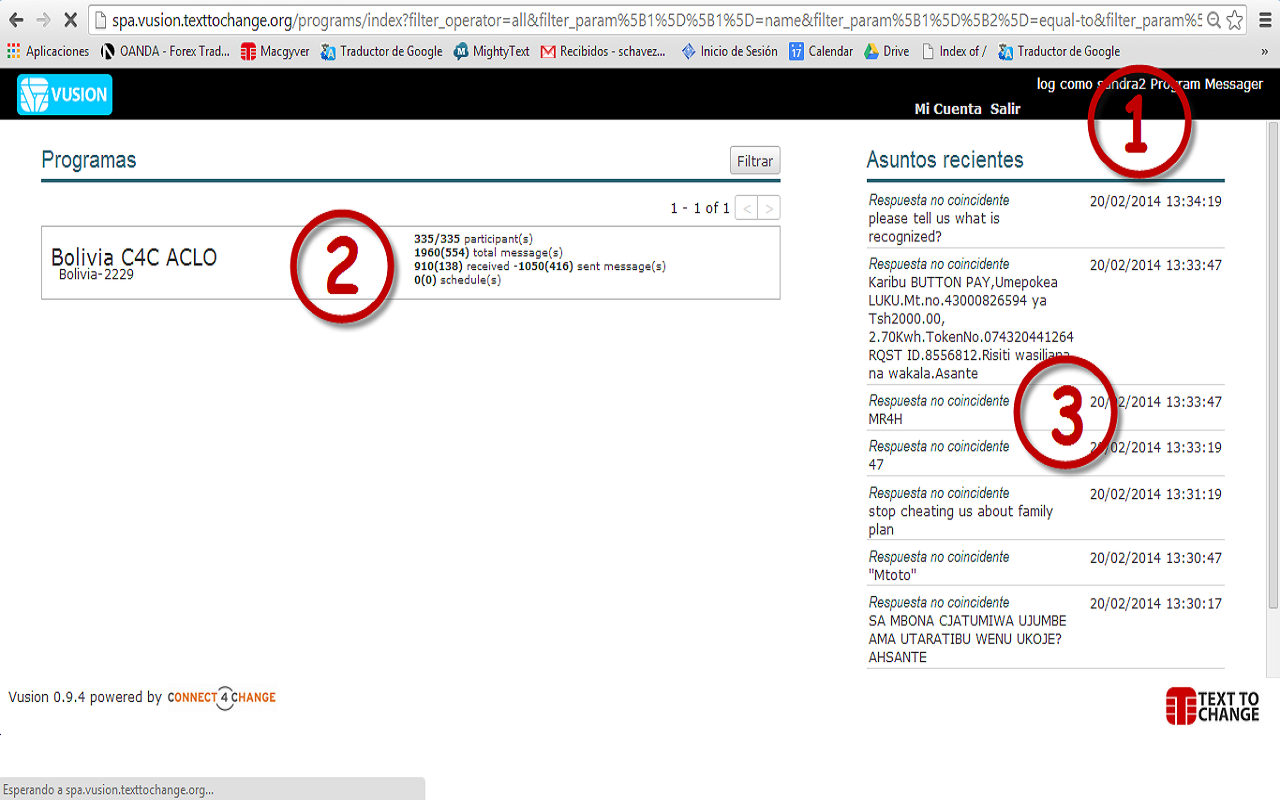 spa.vusion.texttochange.org/programs/index?filter_operator=all&filter_param%5B1%5D%5B1%5D=name&filter_param%5B1%5D%5B2%5D=equal-to&filter_param%5
Aplicaciones OANDA - Forex Trad... Macgyver Traductor de Google MightyText Recibidos - schavez... Inicio de Sesión 17 Calendar Drive Index of / Traductor de Google »
VUSION
log como sandra2 Program Messager
Mi Cuenta Salir
1
Programas
Filtrar
1 - 1 of 1 < >
Bolivia C4C ACLO
Bolivia-2229
2
335/335 participant(s)
1960(554) total message(s)
910(138) received -1050(416) sent message(s)
0(0) schedule(s)
Asuntos recientes
Respuesta no coincidente 20/02/2014 13:34:19
please tell us what is
recognized?
Respuesta no coincidente 20/02/2014 13:33:47
Karibu BUTTON PAY,Umepokea
LUKU.Mt.no.43000826594 ya
Tsh2000.00,
2.70Kwh.TokenNo.074320441264
RQST ID.8556812.Risiti wasiliana
na wakala.Asante
Respuesta no coincidente 20/02/2014 13:33:47
MR4H
3
Respuesta no coincidente 20/02/2014 13:33:19
47
Respuesta no coincidente 20/02/2014 13:31:19
stop cheating us about family
plan
Respuesta no coincidente 20/02/2014 13:30:47
"Mtoto"
Respuesta no coincidente 20/02/2014 13:30:17
SA MBONA CJATUMIWA UJUMBE
AMA UTARATIBU WENU UKOJE?
AHSANTE
Vusion 0.9.4 powered by CONNECT 4 CHANGE
TEXT TO
CHANGE
Esperando a spa.vusion.texttochange.org...